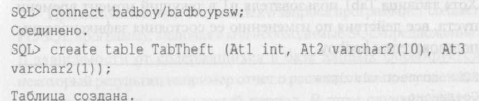 SQL> connect badboy/badboypsw;
Соединено.
SQL> create table TabTheft (At1 int, At2 varchar2(10), At3
varchar2(1));
Таблица создана.